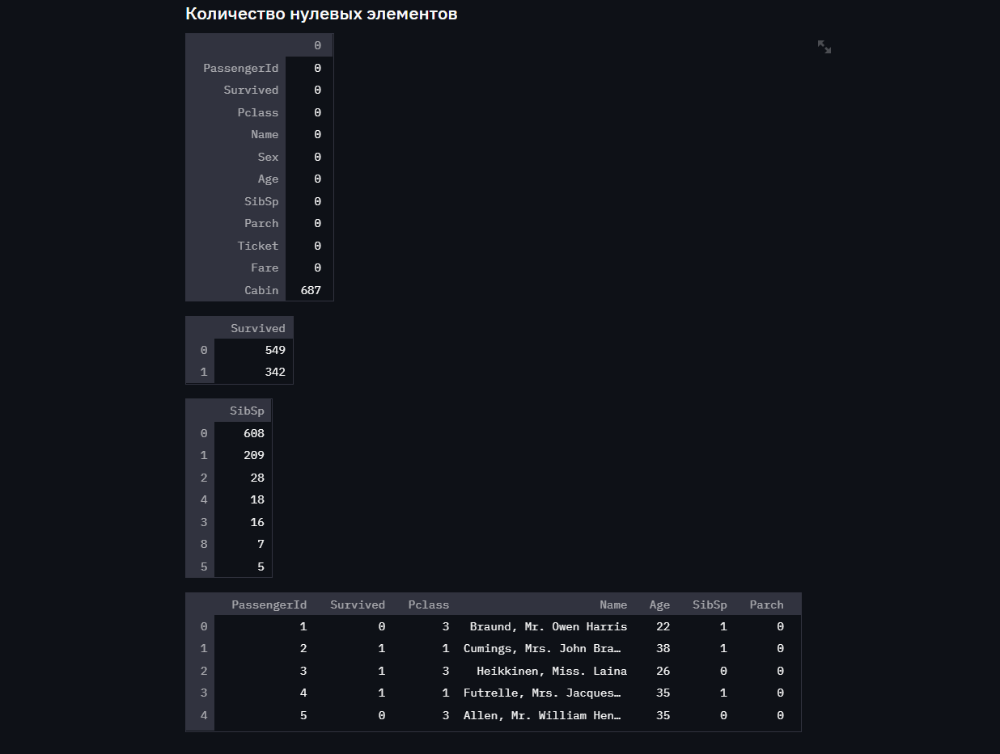 Количество нулевых элементов
0
PassengerId 0
Survived 0
Pclass 0
Name 0
Sex 0
Age 0
SibSp 0
Parch 0
Ticket 0
Fare 0
Cabin 687
Survived
0 549
1 342
SibSp
0 608
1 209
2 28
4 18
3 16
8 7
5 5
PassengerId Survived Pclass Name Age SibSp Parch
0 1 0 3 Braund, Mr. Owen Harris 22 1 0
1 2 1 1 Cumings, Mrs. John Bra… 38 1 0
2 3 1 3 Heikkinen, Miss. Laina 26 0 0
3 4 1 1 Futrelle, Mrs. Jacques… 35 1 0
4 5 0 3 Allen, Mr. William Hen… 35 0 0